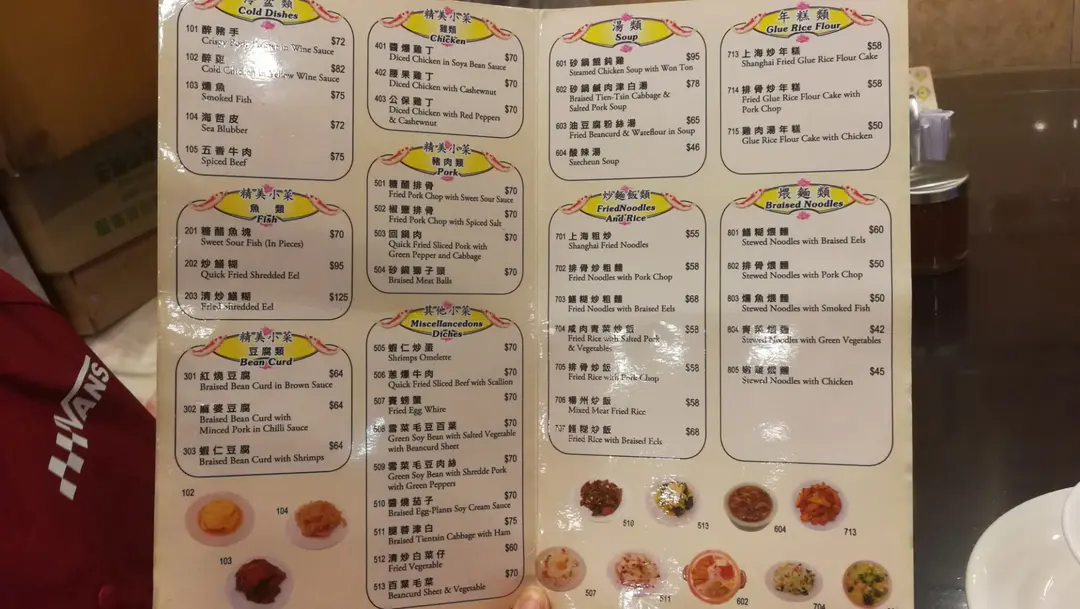 冷盆類
Cold Dishes
101 醉豬手 $72
Crispy Pork Trotter in Wine Sauce
102 醉雞 $82
Cold Chicken in Yellow Wine Sauce
103 燻魚 $75
Smoked Fish
104 海哲皮 $72
Sea Blubber
105 五香牛肉 $75
Spiced Beef
精美小菜
魚類
Fish
201 糖醋魚塊 $70
Sweet Sour Fish (In Pieces)
202 炒鱔糊 $95
Quick Fried Shredded Eel
203 清炒鱔糊 $125
Fried Shredded Eel
精美小菜
豆腐類
Bean Curd
301 紅燒豆腐 $64
Braised Bean Curd in Brown Sauce
302 麻婆豆腐 $64
Braised Bean Curd with
Minced Pork in Chilli Sauce
303 蝦仁豆腐 $64
Braised Bean Curd with Shrimps
102
104
103
精美小菜
雞類
Chicken
401 醬爆雞丁 $70
Diced Chicken in Soya Bean Sauce
402 腰果雞丁 $70
Diced Chicken with Cashewnut
403 公保雞丁 $70
Diced Chicken with Red Peppers
& Cashewnut
精美小菜
豬肉類
Pork
501 糖醋排骨 $70
Fried Pork Chop with Sweet Sour Sauce
502 椒鹽排骨 $70
Fried Pork Chop with Spiced Salt
503 回鍋肉 $70
Quick Fried Sliced Pork with
Green Pepper and Cabbage
504 砂鍋獅子頭 $70
Braised Meat Balls
其他小菜
Miscellancedons
Diches
505 蝦仁炒蛋 $70
Shrimps Omelette
506 蔥爆牛肉 $70
Quick Fried Sliced Beef with Scallion
507 賽螃蟹 $70
Fried Egg Whire
508 雪菜毛豆百葉 $70
Green Soy Bean with Salted Vegetable
with Beancurd Sheet
509 雪菜毛豆肉絲 $70
Green Soy Bean with Shredde Pork
with Green Peppers
510 醬燒茄子 $70
Braised Egg-Plants Soy Cream Sauce
511 腿蓉津白 $75
Braised Tientsin Cabbage with Ham
512 清炒白菜仔 $60
Fried Vegetable
513 百葉毛菜 $70
Beancurd Sheet & Vegetable
湯類
Soup
601 砂鍋餛飩雞 $95
Steamed Chicken Soup with Won Ton
602 砂鍋鹹肉津白湯 $78
Braised Tien-Tsin Cabbage &
Salted Pork Soup
603 油豆腐粉絲湯 $65
Fried Beancurd & Wateflour in Soup
604 酸辣湯 $46
Szecheun Soup
炒麵飯類
FriedNoodles
And Rice
701 上海粗炒 $55
Shanghai Fried Noodles
702 排骨炒粗麵 $58
Fried Noodles with Pork Chop
703 鱔糊炒粗麵 $68
Fried Noodles with Braised Eels
704 咸肉青菜炒飯 $58
Fried Rice with Salted Pork
& Vegetables
705 排骨炒飯 $58
Fried Rice with Pork Chop
706 楊州炒飯 $58
Mixed Meat Fried Rice
707 鱔糊炒飯 $68
Fried Rice with Braised Eels
年糕類
Glue Rice Flour
713 上海炒年糕 $58
Shanghai Fried Glue Rice Flour Cake
714 排骨炒年糕 $58
Fried Glue Rice Flour Cake with
Pork Chop
715 雞肉湯年糕 $50
Glue Rice Flour Cake with Chicken
煨麵類
Braised Noodles
801 鱔糊煨麵 $60
Stewed Noodles with Braised Eels
802 排骨煨麵 $50
Stewed Noodles with Pork Chop
803 燻魚煨麵 $50
Stewed Noodles with Smoked Fish
804 青菜煨麵 $42
Stewed Noodles with Green Vegetables
805 嫩雞煨麵 $45
Stewed Noodles with Chicken
510
513
604
713
507
511
602
704
VANS